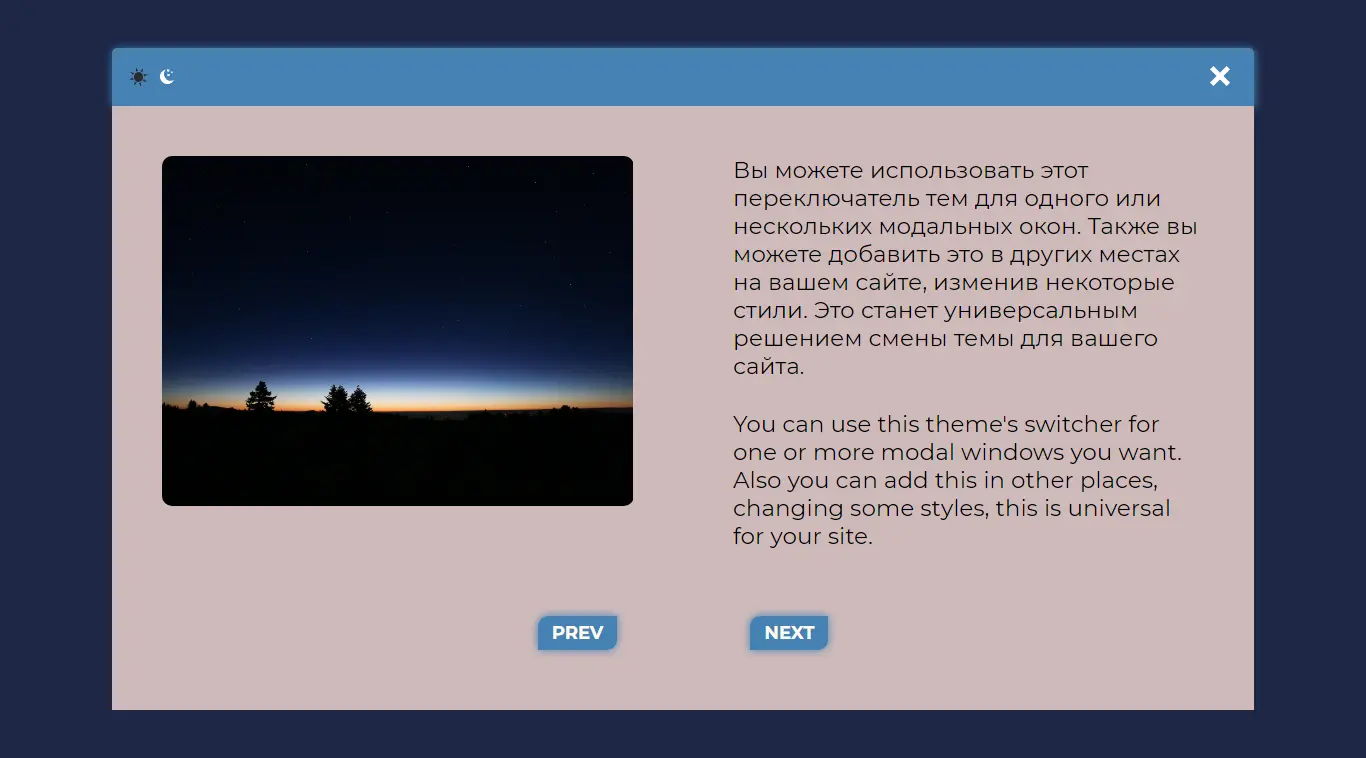 Вы можете использовать этот
переключатель тем для одного или
нескольких модальных окон. Также вы
можете добавить это в других местах
на вашем сайте, изменив некоторые
стили. Это станет универсальным
решением смены темы для вашего
сайта.
You can use this theme's switcher for
one or more modal windows you want.
Also you can add this in other places,
changing some styles, this is universal
for your site.
PREV
NEXT